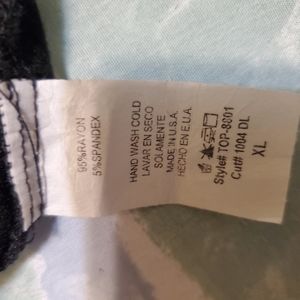 95%RAYON
5%SPANDEX
HAND WASH COLD
LAVAR EN SECO
SOLAMENTE
MADE IN U.S.A.
HECHO EN E.U.A.
Style# TOP-8801
Cut# 1004 DL
XL